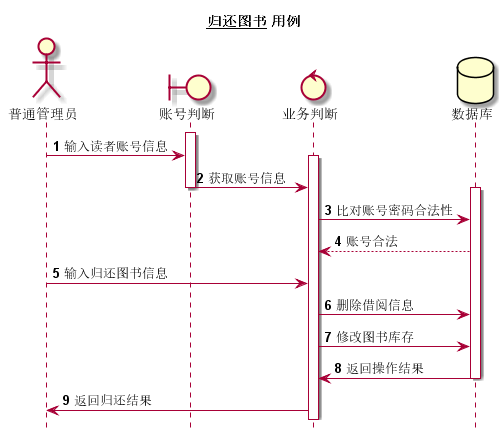 归还图书 用例
普通管理员
账号判断
业务判断
数据库
1 输入读者账号信息
2 获取账号信息
3 比对账号密码合法性
4 账号合法
5 输入归还图书信息
6 删除借阅信息
7 修改图书库存
8 返回操作结果
9 返回归还结果